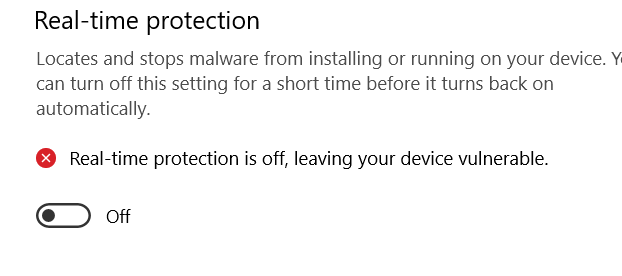 Real-time protection
Locates and stops malware from installing or running on your device.
can turn off this setting for a short time before it turns back on
automatically.
Real-time protection is off, leaving your device vulnerable.
Off